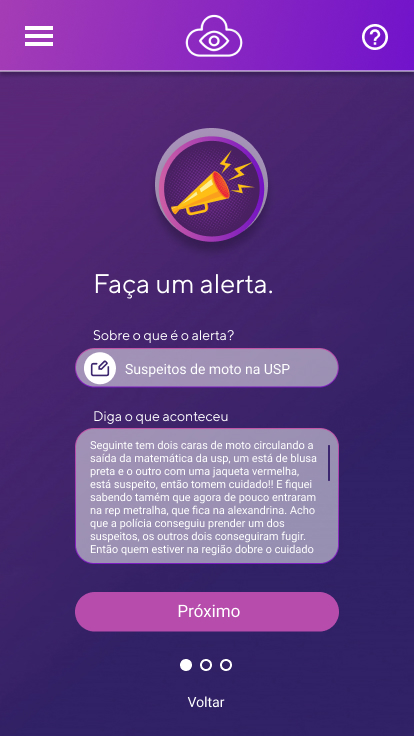 Faça um alerta.
Sobre o que é o alerta?
Suspeitos de moto na USP
Diga o que aconteceu
Seguinte tem dois caras de moto circulando a
saída da matemática da usp, um está de blusa
preta e o outro com uma jaqueta vermelha,
está suspeito, então tomem cuidado!! E fiquei
sabendo tamém que agora de pouco entraram
na rep metralha, que fica na alexandrina. Acho
que a polícia conseguiu prender um dos
suspeitos, os outros dois conseguiram fugir.
Então quem estiver na região dobre o cuidado
Próximo
Voltar